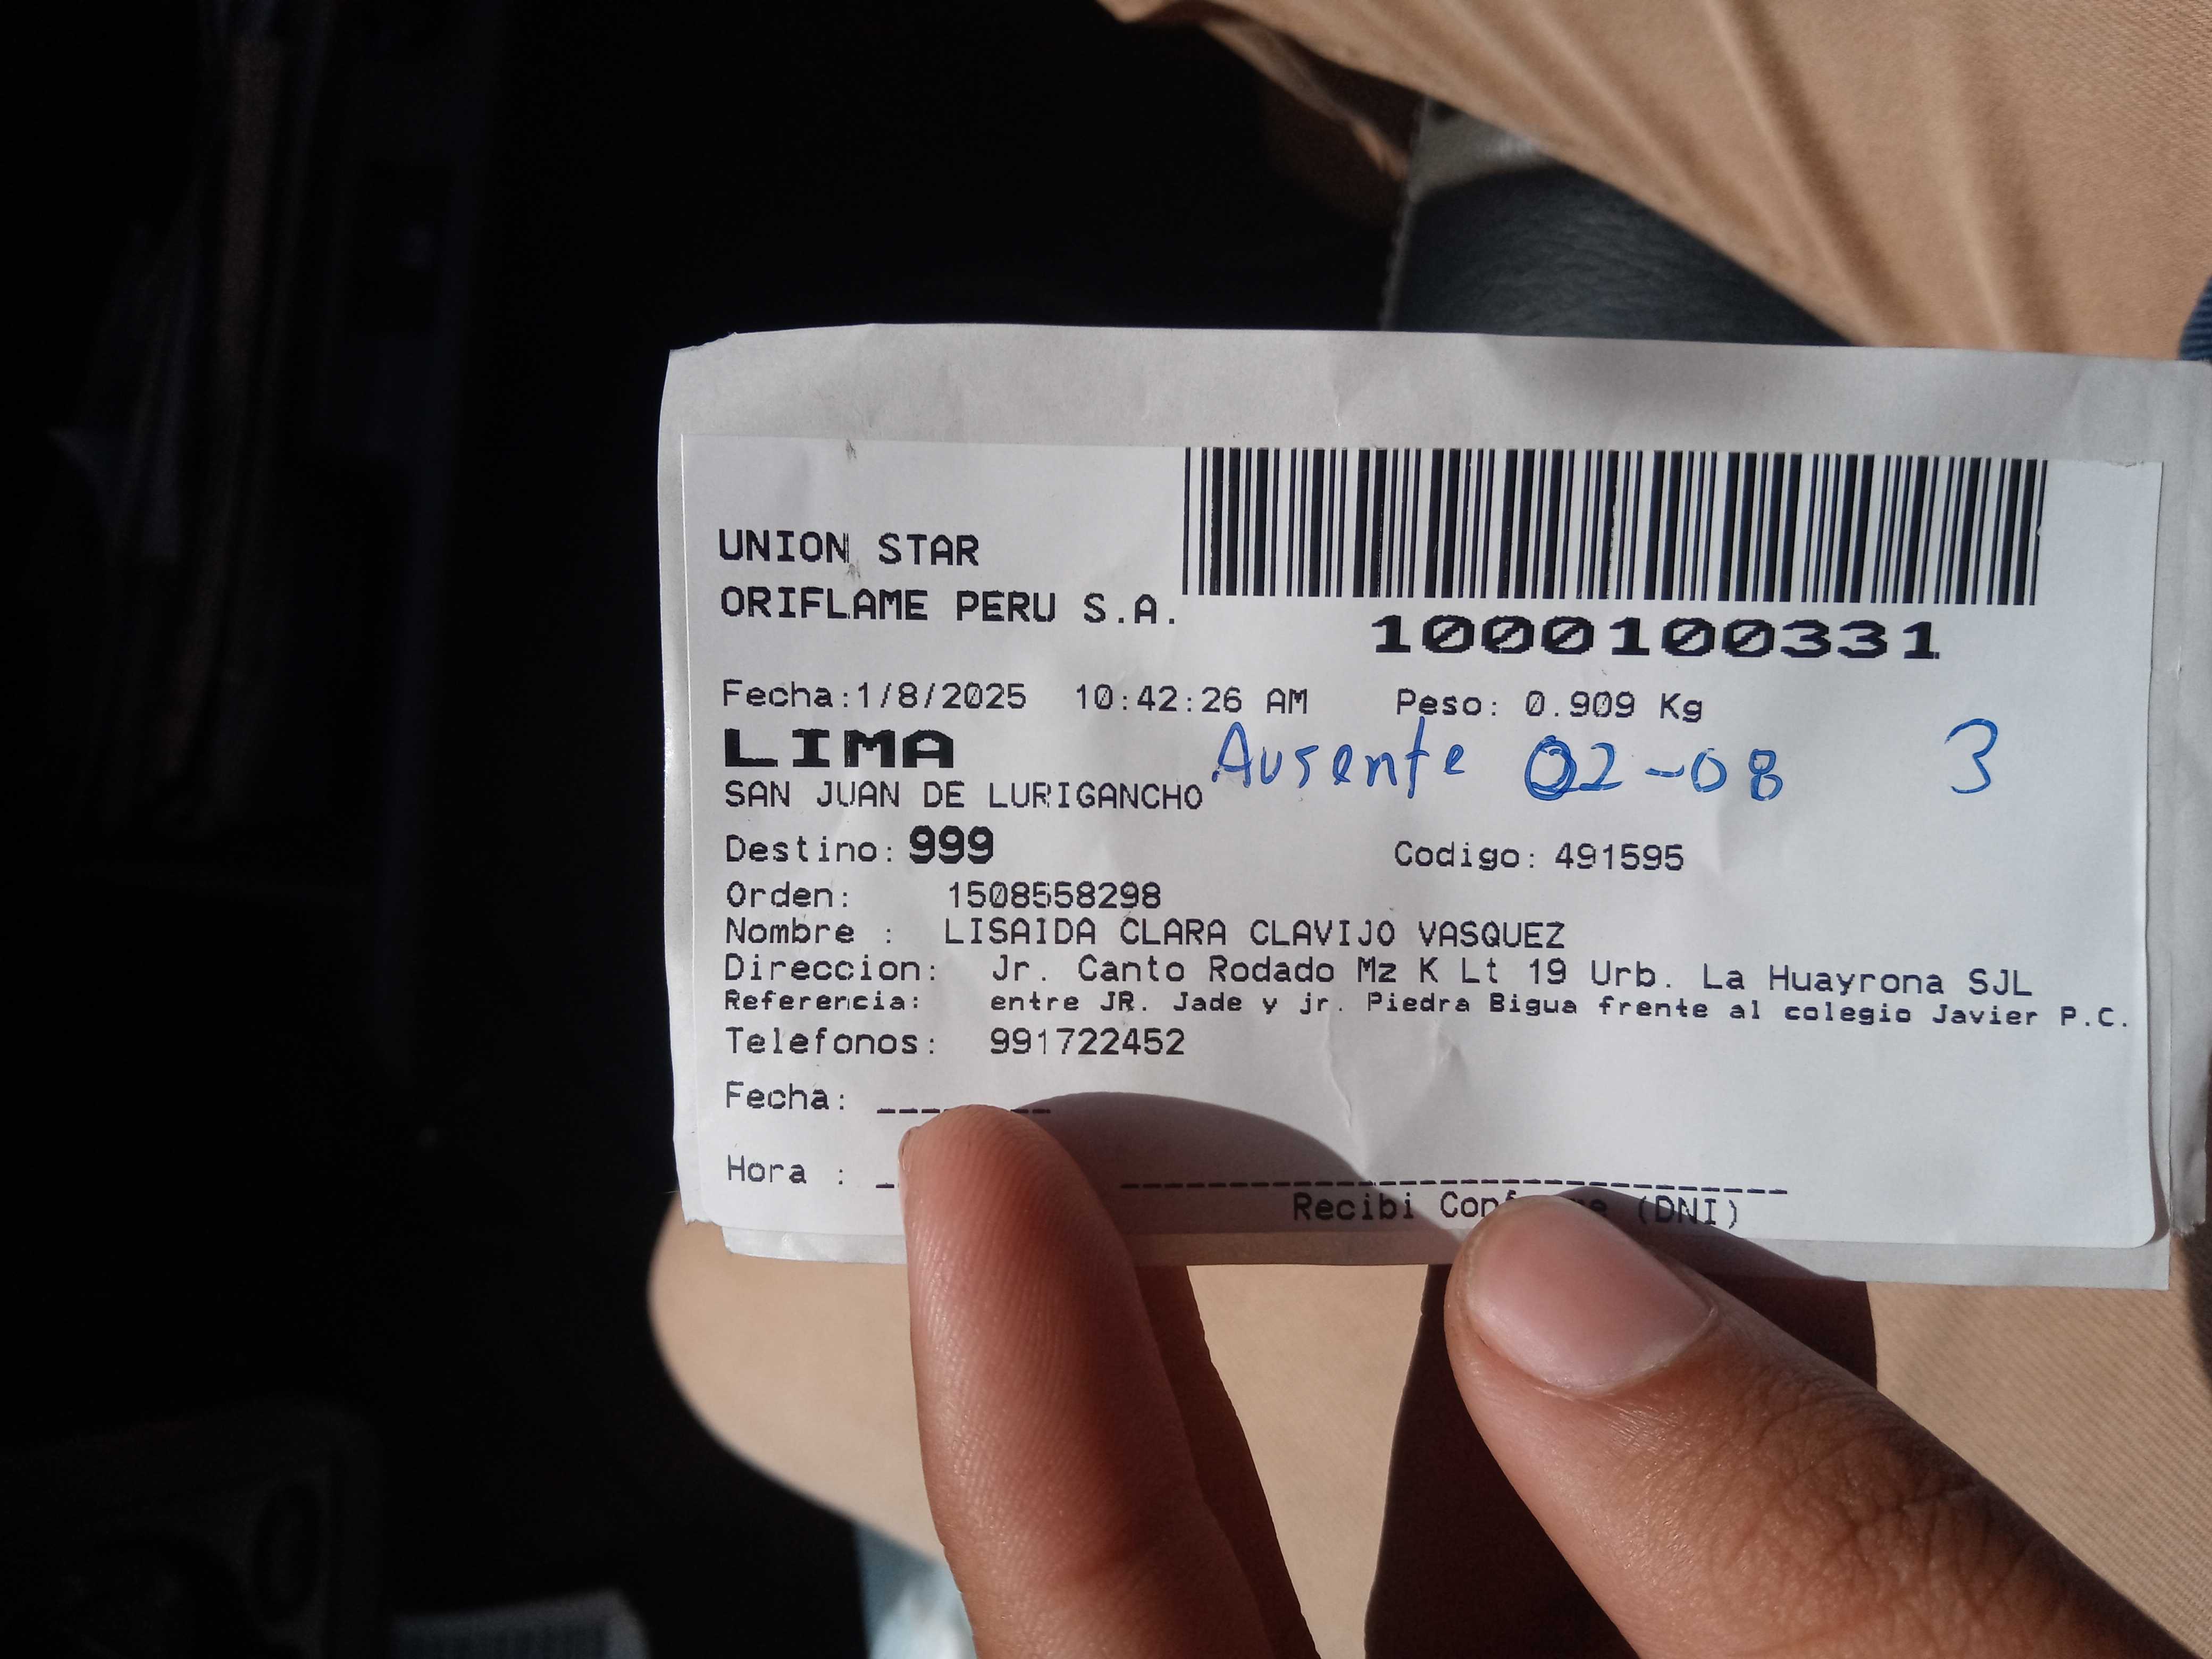 UNION STAR
ORIFLAME PERU S.A.
1000100331
Fecha:1/8/2025 10:42:26 AM Peso: 0.909 Kg
LIMA
Ausente 02-08 3
SAN JUAN DE LURIGANCHO
Destino: 999 Codigo: 491595
Orden: 1508558298
Nombre : LISAIDA CLARA CLAVIJO VASQUEZ
Direccion: Jr. Canto Rodado Mz K Lt 19 Urb. La Huayrona SJL
Referencia: entre JR. Jade y jr. Piedra Bigua frente al colegio Javier P.C.
Telefonos: 991722452
Fecha:
Hora :
Recibi (DNI)